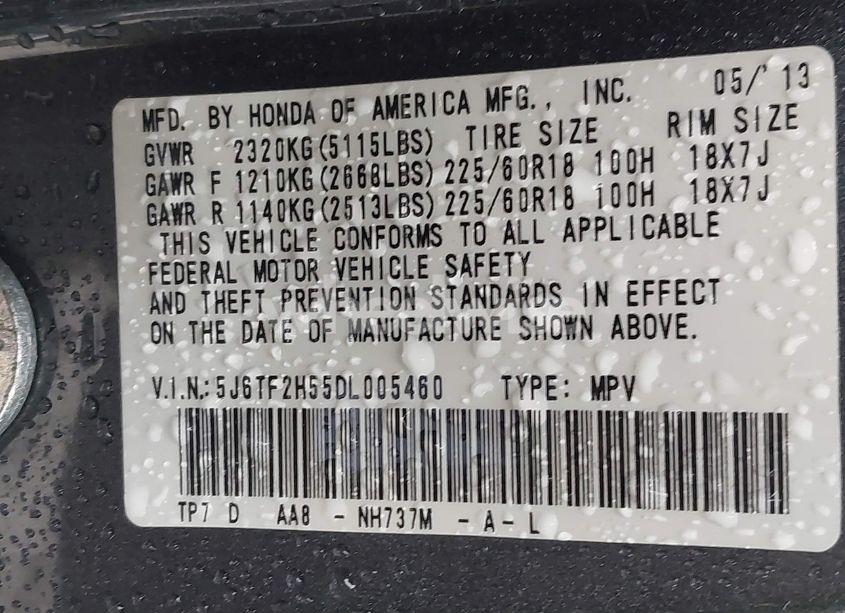 MFD. BY HONDA OF AMERICA MFG., INC. 05/'13
GVWR 2320KG(5115LBS) TIRE SIZE RIM SIZE
GAWR F 1210KG(2668LBS) 225/60R18 100H 18X7J
GAWR R 1140KG(2513LBS) 225/60R18 100H 18X7J
THIS VEHICLE CONFORMS TO ALL APPLICABLE
FEDERAL MOTOR VEHICLE SAFETY
AND THEFT PREVENTION STANDARDS IN EFFECT
ON THE DATE OF MANUFACTURE SHOWN ABOVE.
V.I.N.: 5J6TF2H55DL005460 TYPE: MPV
TP7 D AA8 - NH737M - A - L